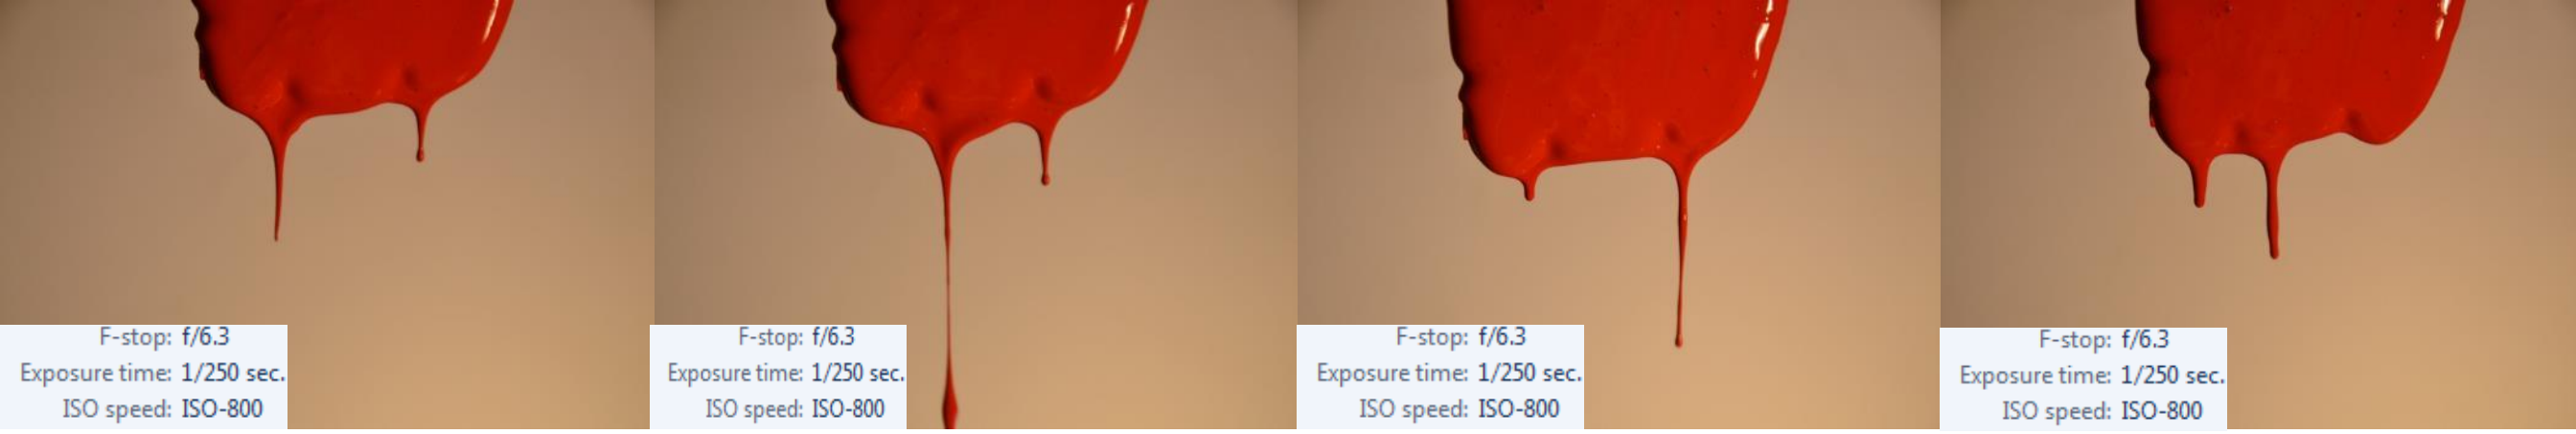 F-stop: f/6.3
Exposure time: 1/250 sec.
ISO speed: ISO-800
F-stop: f/6.3
Exposure time: 1/250 sec.
ISO speed: ISO-800
F-stop: f/6.3
Exposure time: 1/250 sec.
ISO speed: ISO-800
F-stop: f/6.3
Exposure time: 1/250 sec.
ISO speed: ISO-800